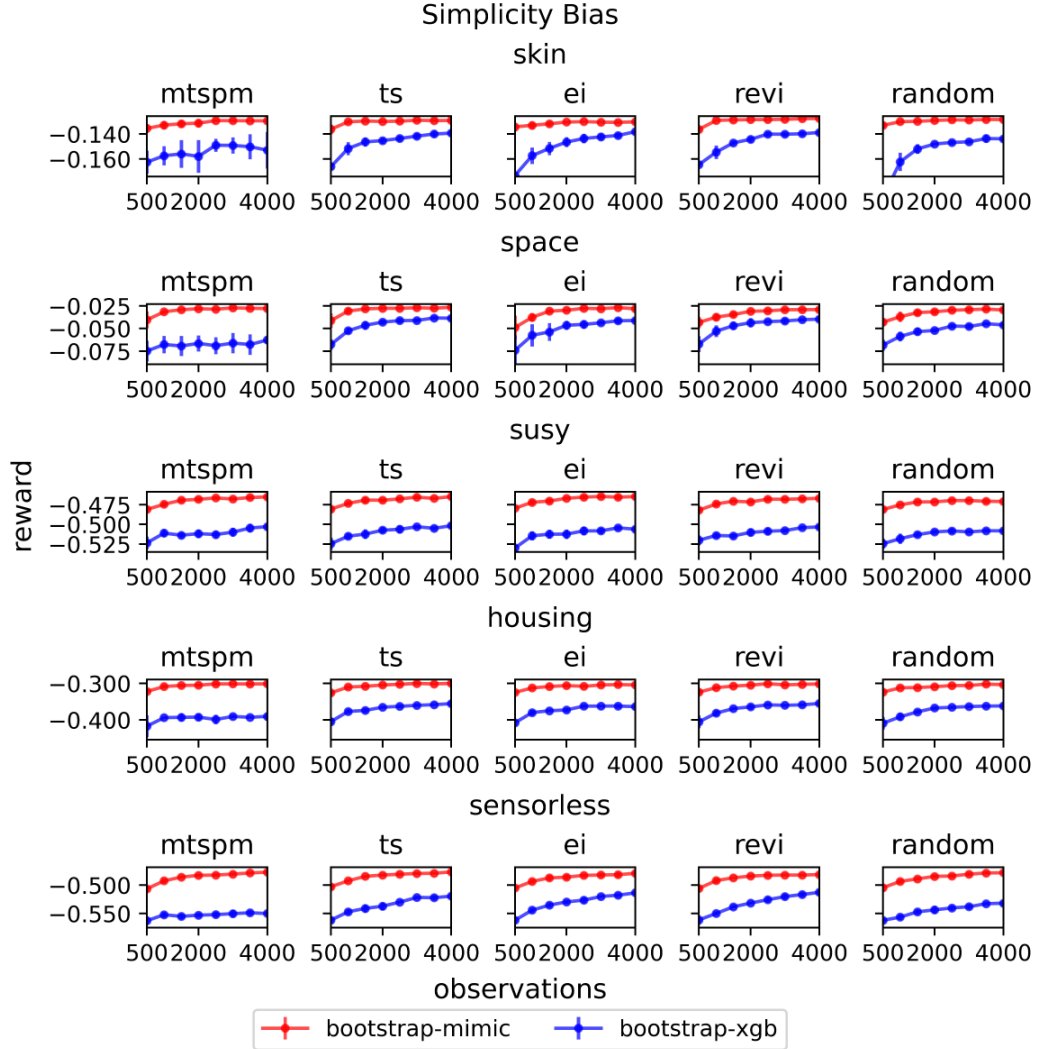 Simplicity Bias
skin
mtspm ts ei revi random
−0.140
−0.160
500 2000 4000 500 2000 4000 500 2000 4000 500 2000 4000 500 2000 4000
space
mtspm ts ei revi random
−0.025
−0.050
−0.075
500 2000 4000 500 2000 4000 500 2000 4000 500 2000 4000 500 2000 4000
susy
mtspm ts ei revi random
−0.475
−0.500
−0.525
500 2000 4000 500 2000 4000 500 2000 4000 500 2000 4000 500 2000 4000
reward
housing
mtspm ts ei revi random
−0.300
−0.400
500 2000 4000 500 2000 4000 500 2000 4000 500 2000 4000 500 2000 4000
sensorless
mtspm ts ei revi random
−0.500
−0.550
500 2000 4000 500 2000 4000 500 2000 4000 500 2000 4000 500 2000 4000
observations
bootstrap-mimic bootstrap-xgb